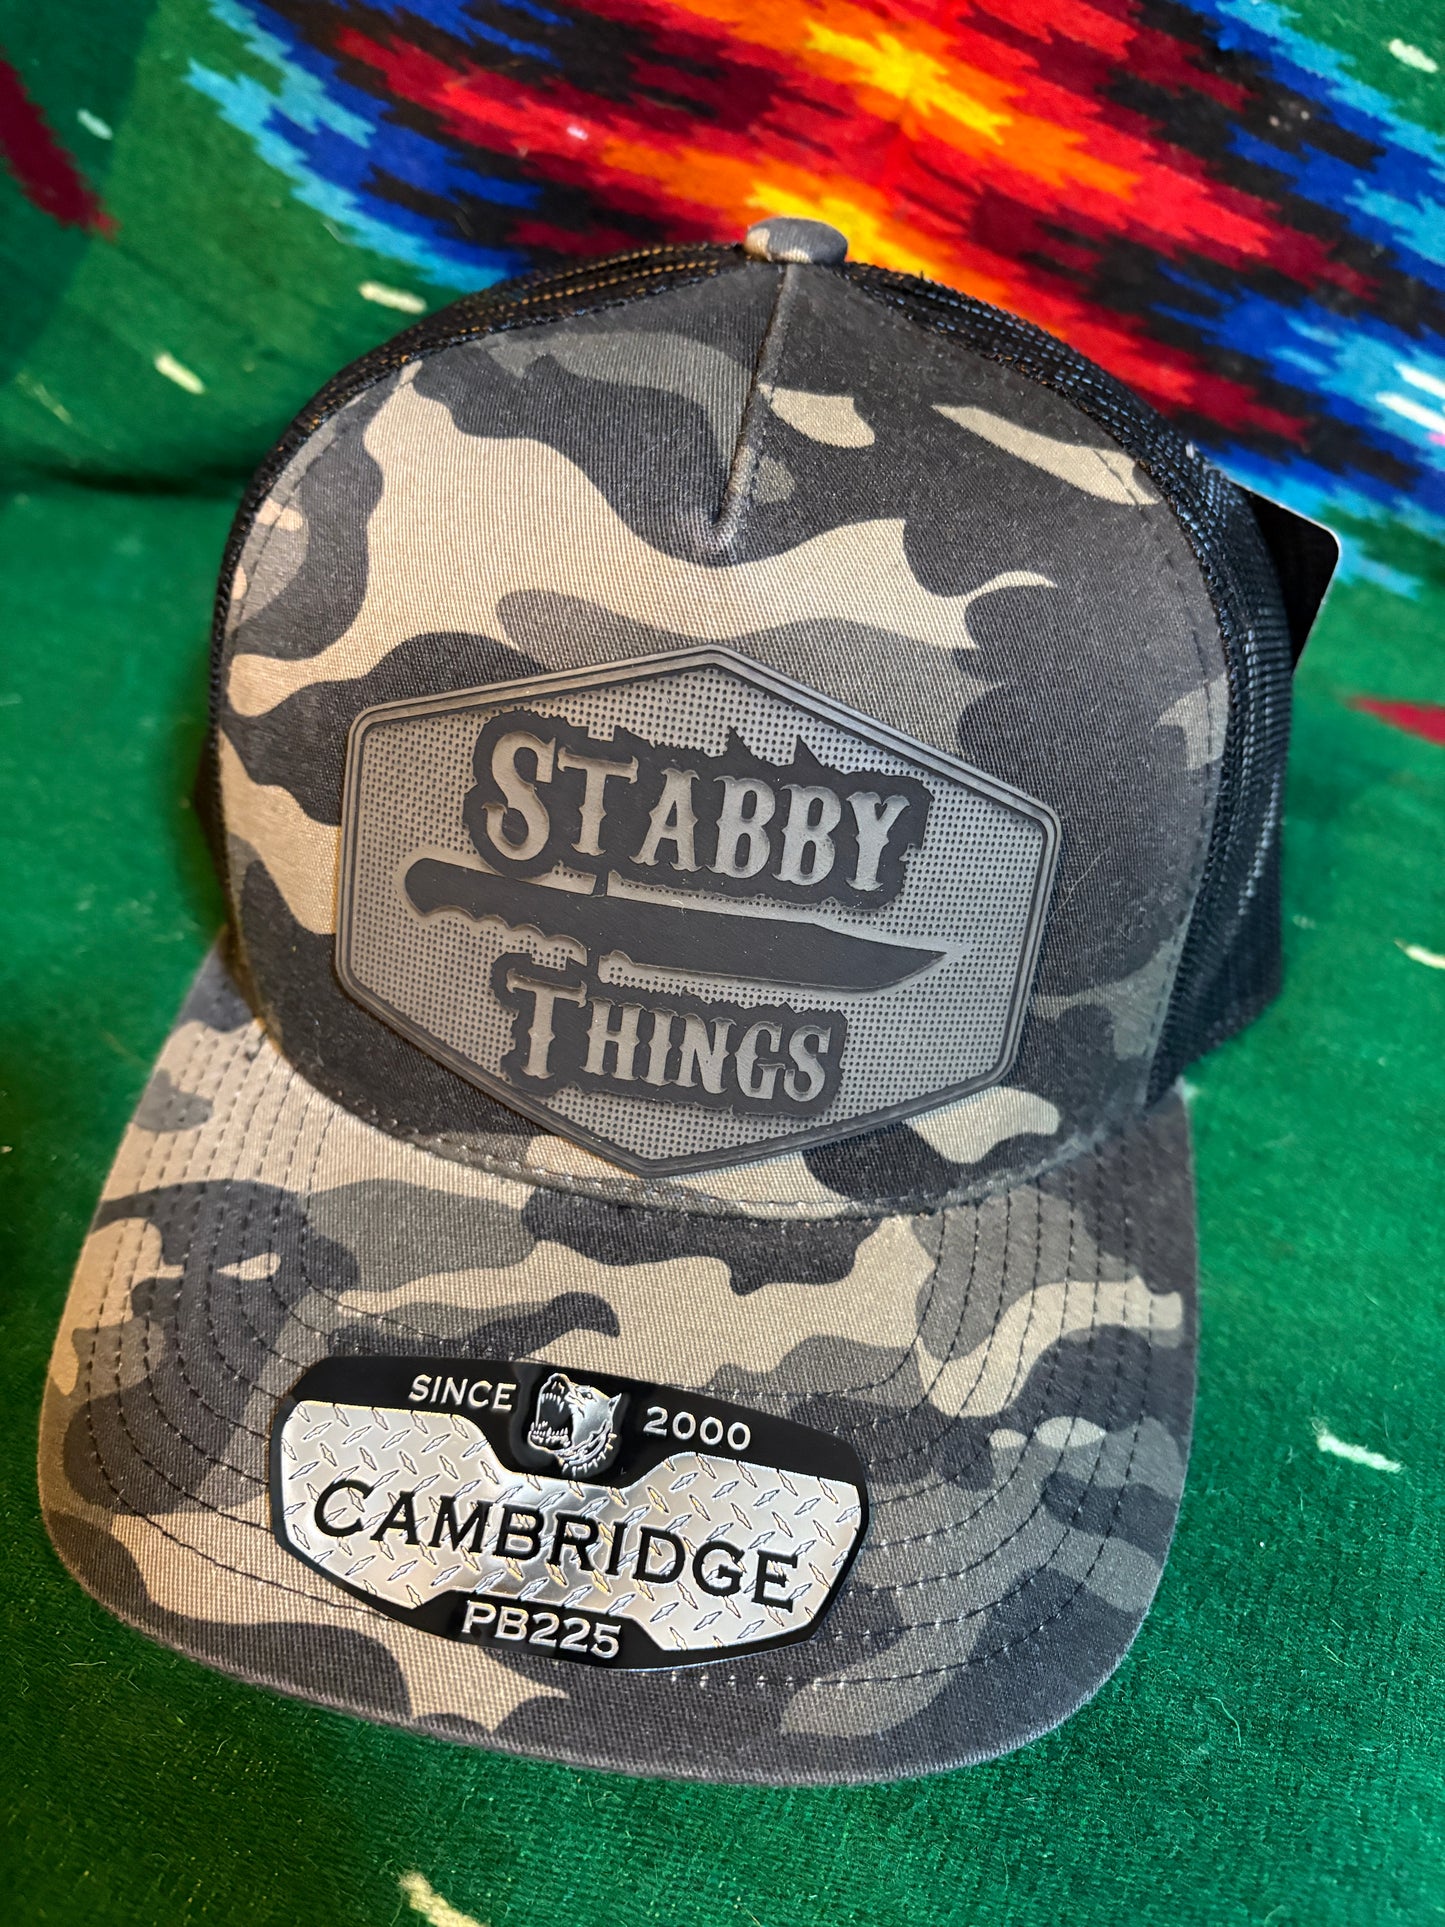 STABBY
THINGS
SINCE 2000
CAMBRIDGE
PB225